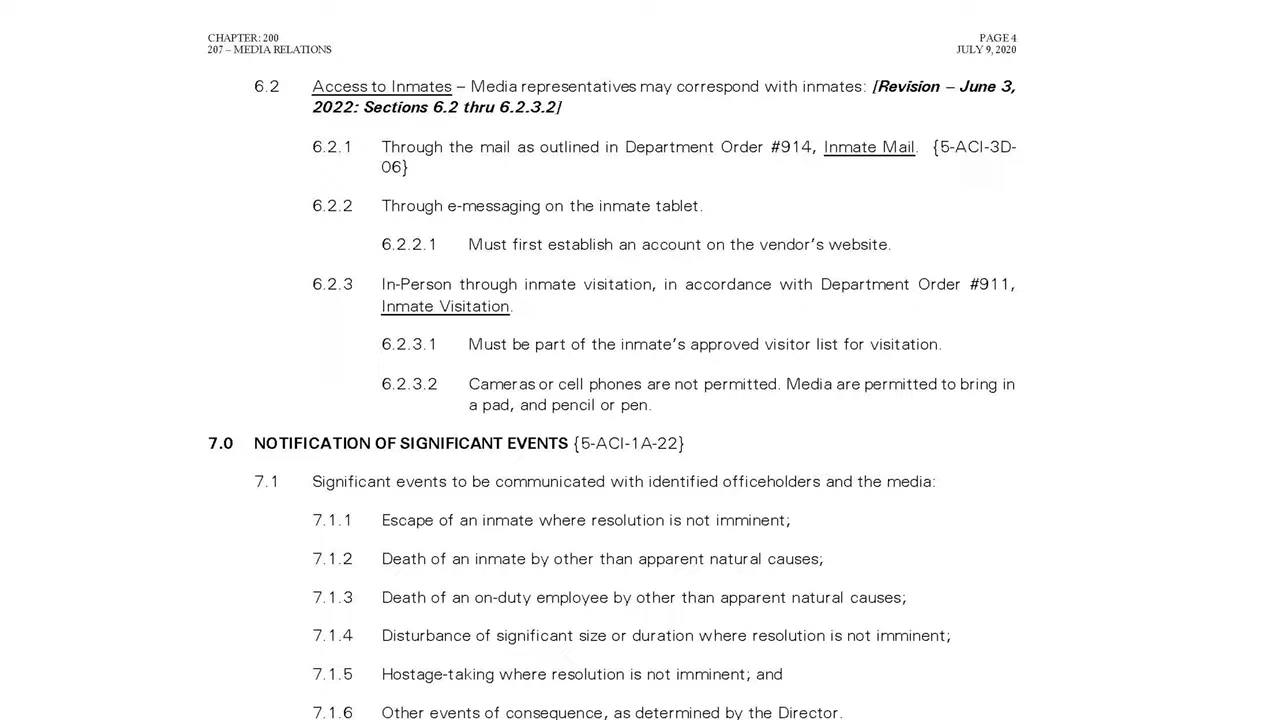 CHAPTER: 200 PAGE 4
207 – MEDIA RELATIONS JULY 9, 2020
6.2 Access to Inmates – Media representatives may correspond with inmates: [Revision – June 3,
2022: Sections 6.2 thru 6.2.3.2]
6.2.1 Through the mail as outlined in Department Order #914, Inmate Mail. {5-ACI-3D-
06}
6.2.2 Through e-messaging on the inmate tablet.
6.2.2.1 Must first establish an account on the vendor's website.
6.2.3 In-Person through inmate visitation, in accordance with Department Order #911,
Inmate Visitation.
6.2.3.1 Must be part of the inmate's approved visitor list for visitation.
6.2.3.2 Cameras or cell phones are not permitted. Media are permitted to bring in
a pad, and pencil or pen.
7.0 NOTIFICATION OF SIGNIFICANT EVENTS {5-ACI-1A-22}
7.1 Significant events to be communicated with identified officeholders and the media:
7.1.1 Escape of an inmate where resolution is not imminent;
7.1.2 Death of an inmate by other than apparent natural causes;
7.1.3 Death of an on-duty employee by other than apparent natural causes;
7.1.4 Disturbance of significant size or duration where resolution is not imminent;
7.1.5 Hostage-taking where resolution is not imminent; and
7.1.6 Other events of consequence, as determined by the Director.